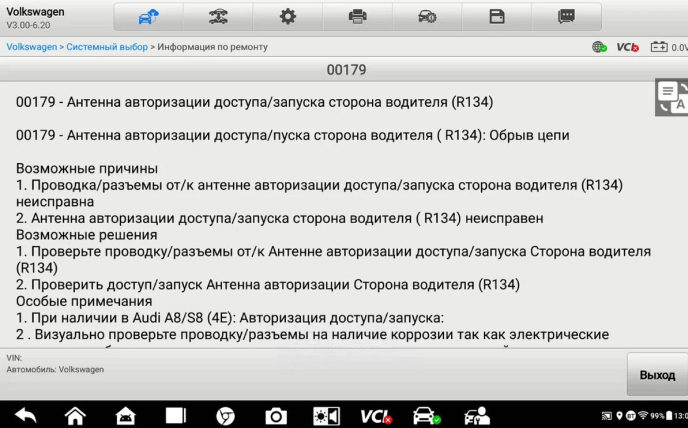 Volkswagen
V3.00-6.20
Volkswagen > Системный выбор > Информация по ремонту
VCI
0.0V
00179
00179 - Антенна авторизации доступа/запуска сторона водителя (R134)
00179 - Антенна авторизации доступа/пуска сторона водителя ( R134): Обрыв цепи
Возможные причины
1. Проводка/разъемы от/к антенне авторизации доступа/запуска сторона водителя (R134)
неисправна
2. Антенна авторизации доступа/запуска сторона водителя ( R134) неисправен
Возможные решения
1. Проверьте проводку/разъемы от/к Антенне авторизации доступа/запуска Сторона водителя
(R134)
2. Проверить доступ/запуск Антенна авторизации Сторона водителя (R134)
Особые примечания
1. При наличии в Audi A8/S8 (4E): Авторизация доступа/запуска:
2 . Визуально проверьте проводку/разъемы на наличие коррозии так как электрические
VIN:
Автомобиль: Volkswagen
Выход
VCI
99%
13:0